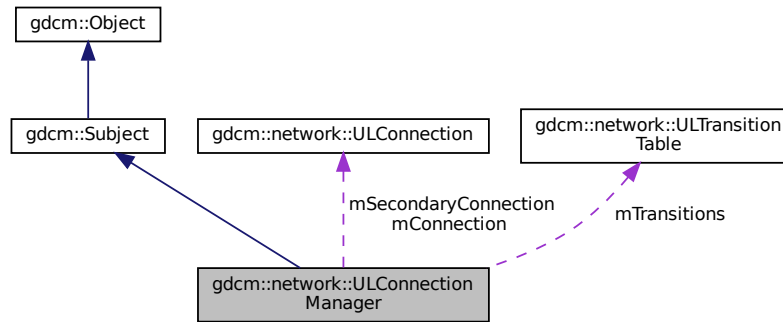 gdcm::Object
gdcm::Subject
gdcm::network::ULConnection
gdcm::network::ULTransition
Table
mSecondaryConnection
mConnection
mTransitions
gdcm::network::ULConnection
Manager